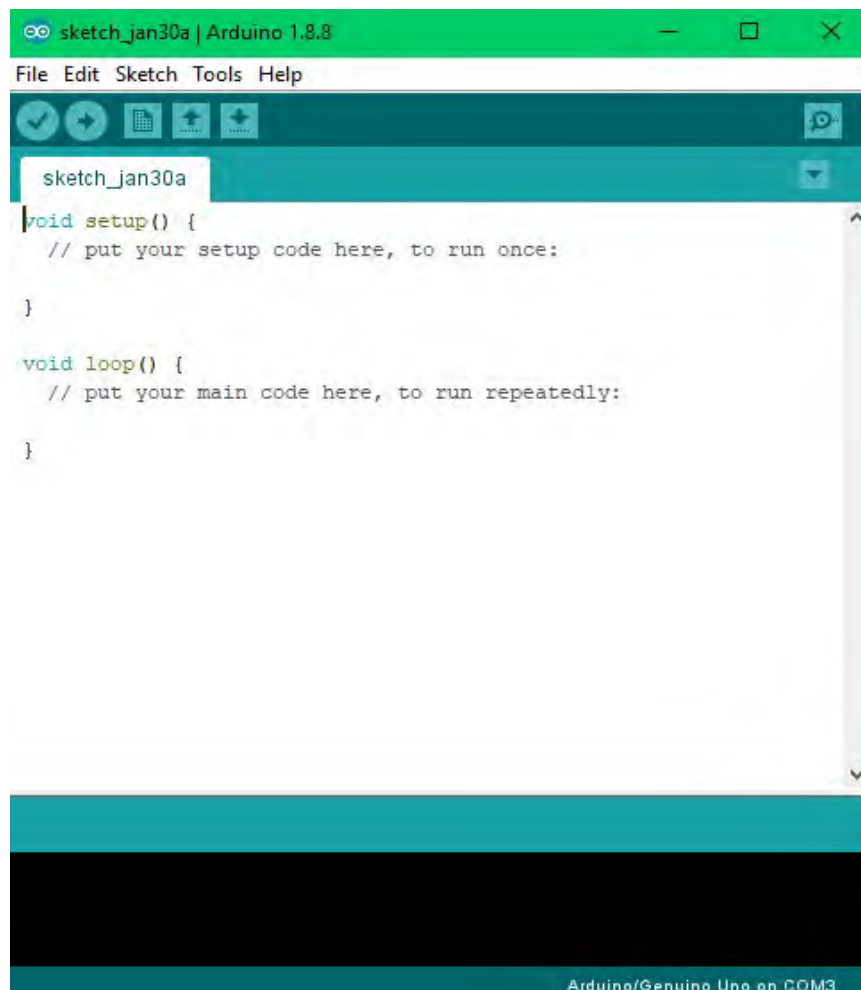 sketch_jan30a | Arduino 1.8.8
File Edit Sketch Tools Help
sketch_jan30a
void setup() {
// put your setup code here, to run once:
}
void loop() {
// put your main code here, to run repeatedly:
}
Arduino/Genuino Uno on COM3